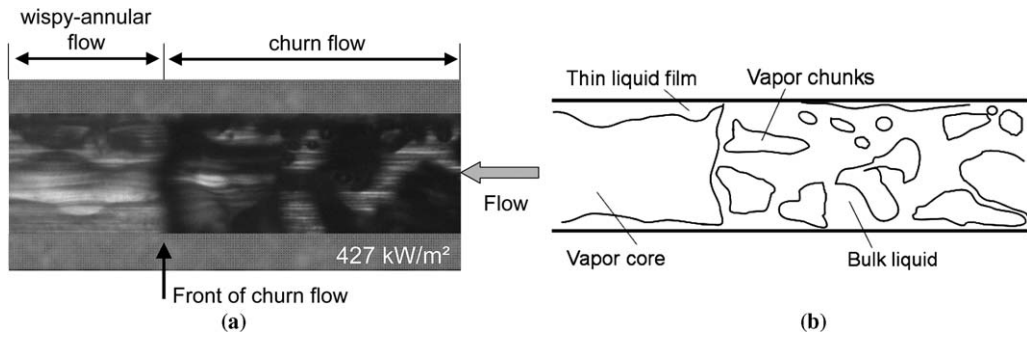 wispy-annular
flow
churn flow
427 kW/m²
Flow
Front of churn flow
(a)
Thin liquid film
Vapor chunks
Vapor core
Bulk liquid
(b)